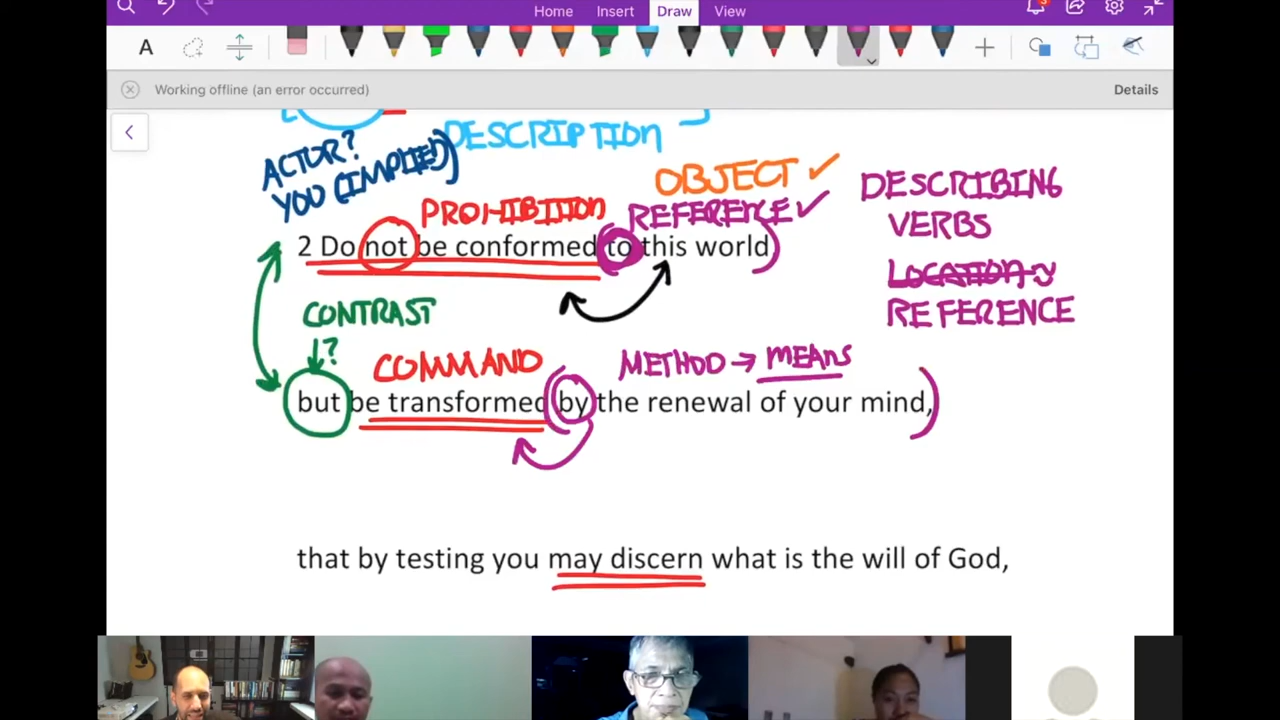 Home Insert Draw View
3
A
Working offline (an error occurred) Details
DESCRIPTION
ACTOR?
YOU (IMPLIED)
OBJECT ✓
PROHIBITION REFERENCE ✓
DESCRIBING
VERBS
2 Do not be conformed to this world
LOCATION ~
REFERENCE
CONTRAST
?
COMMAND METHOD → MEANS
but be transformed by the renewal of your mind,
that by testing you may discern what is the will of God,